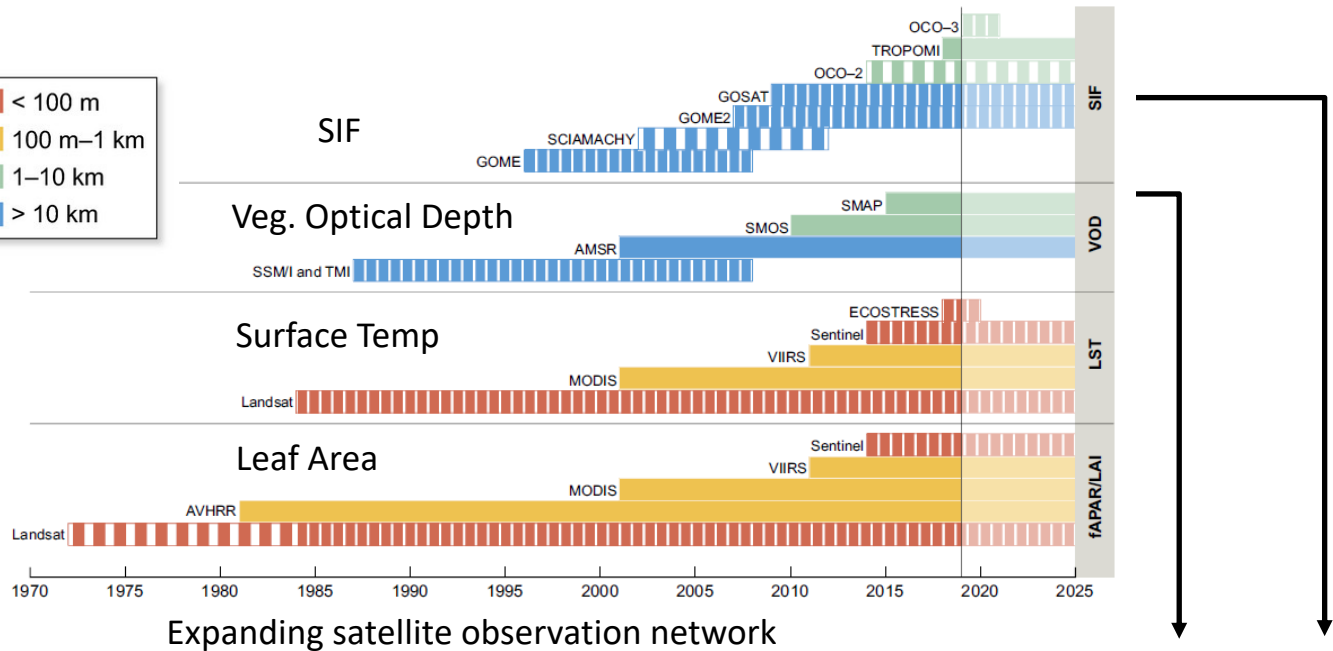 OCO–3
TROPOMI
OCO–2
GOSAT
GOME2
SCIAMACHY
GOME
SIF
SIF
< 100 m
100 m–1 km
1–10 km
> 10 km
Veg. Optical Depth
SMAP
SMOS
AMSR
SSM/I and TMI
VOD
Surface Temp
ECOSTRESS
Sentinel
VIIRS
MODIS
Landsat
LST
Leaf Area
Sentinel
VIIRS
MODIS
AVHRR
Landsat
fAPAR/LAI
1970 1975 1980 1985 1990 1995 2000 2005 2010 2015 2020 2025
Expanding satellite observation network